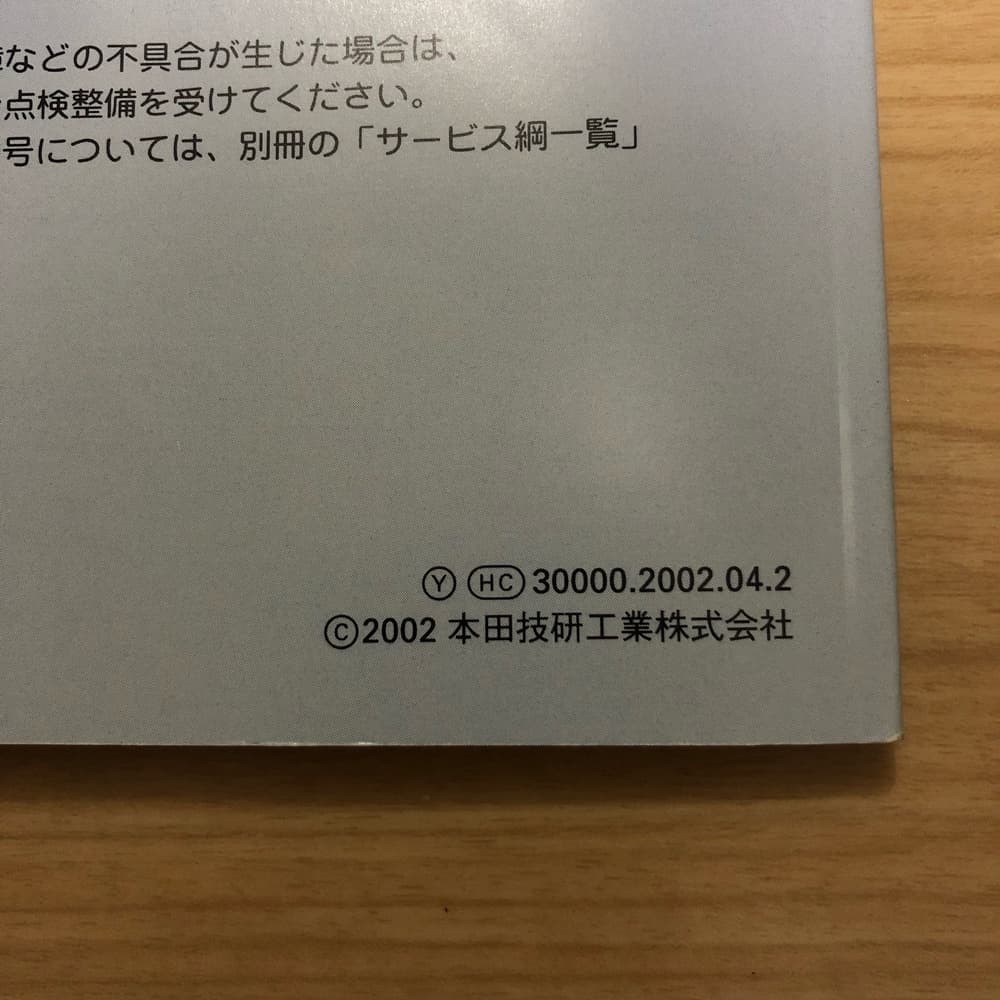 などの不具合が生じた場合は、
点検整備を受けてください。
号については、別冊の「サービス網一覧」
Ⓨ HC 30000.2002.04.2
©2002 本田技研工業株式会社